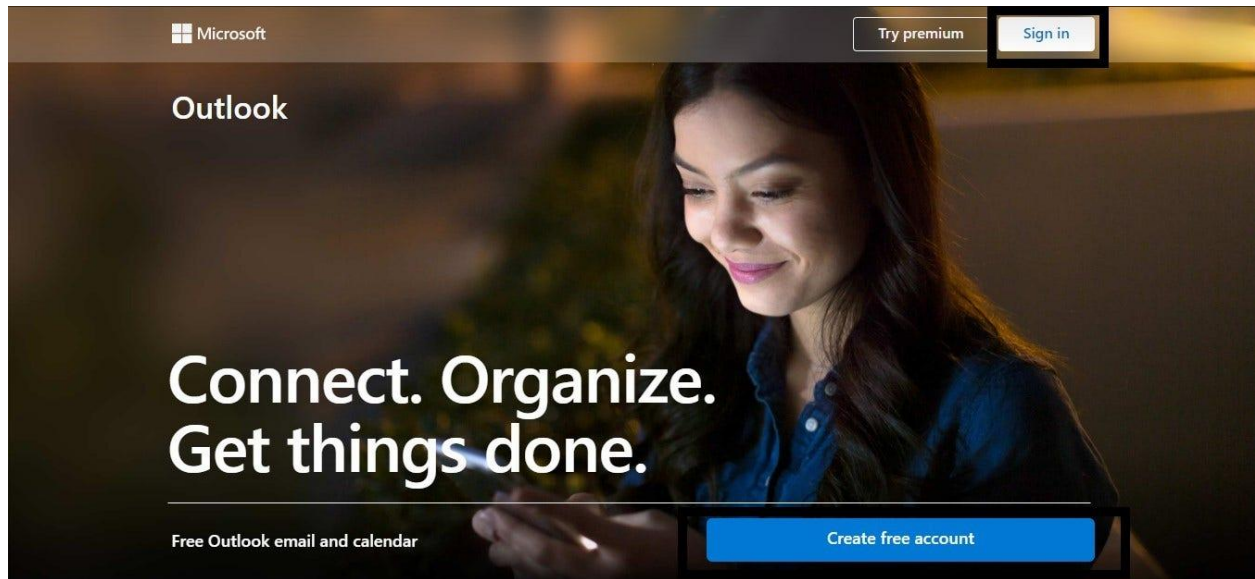 Microsoft
Try premium
Sign in
Outlook
Connect. Organize.
Get things done.
Free Outlook email and calendar
Create free account